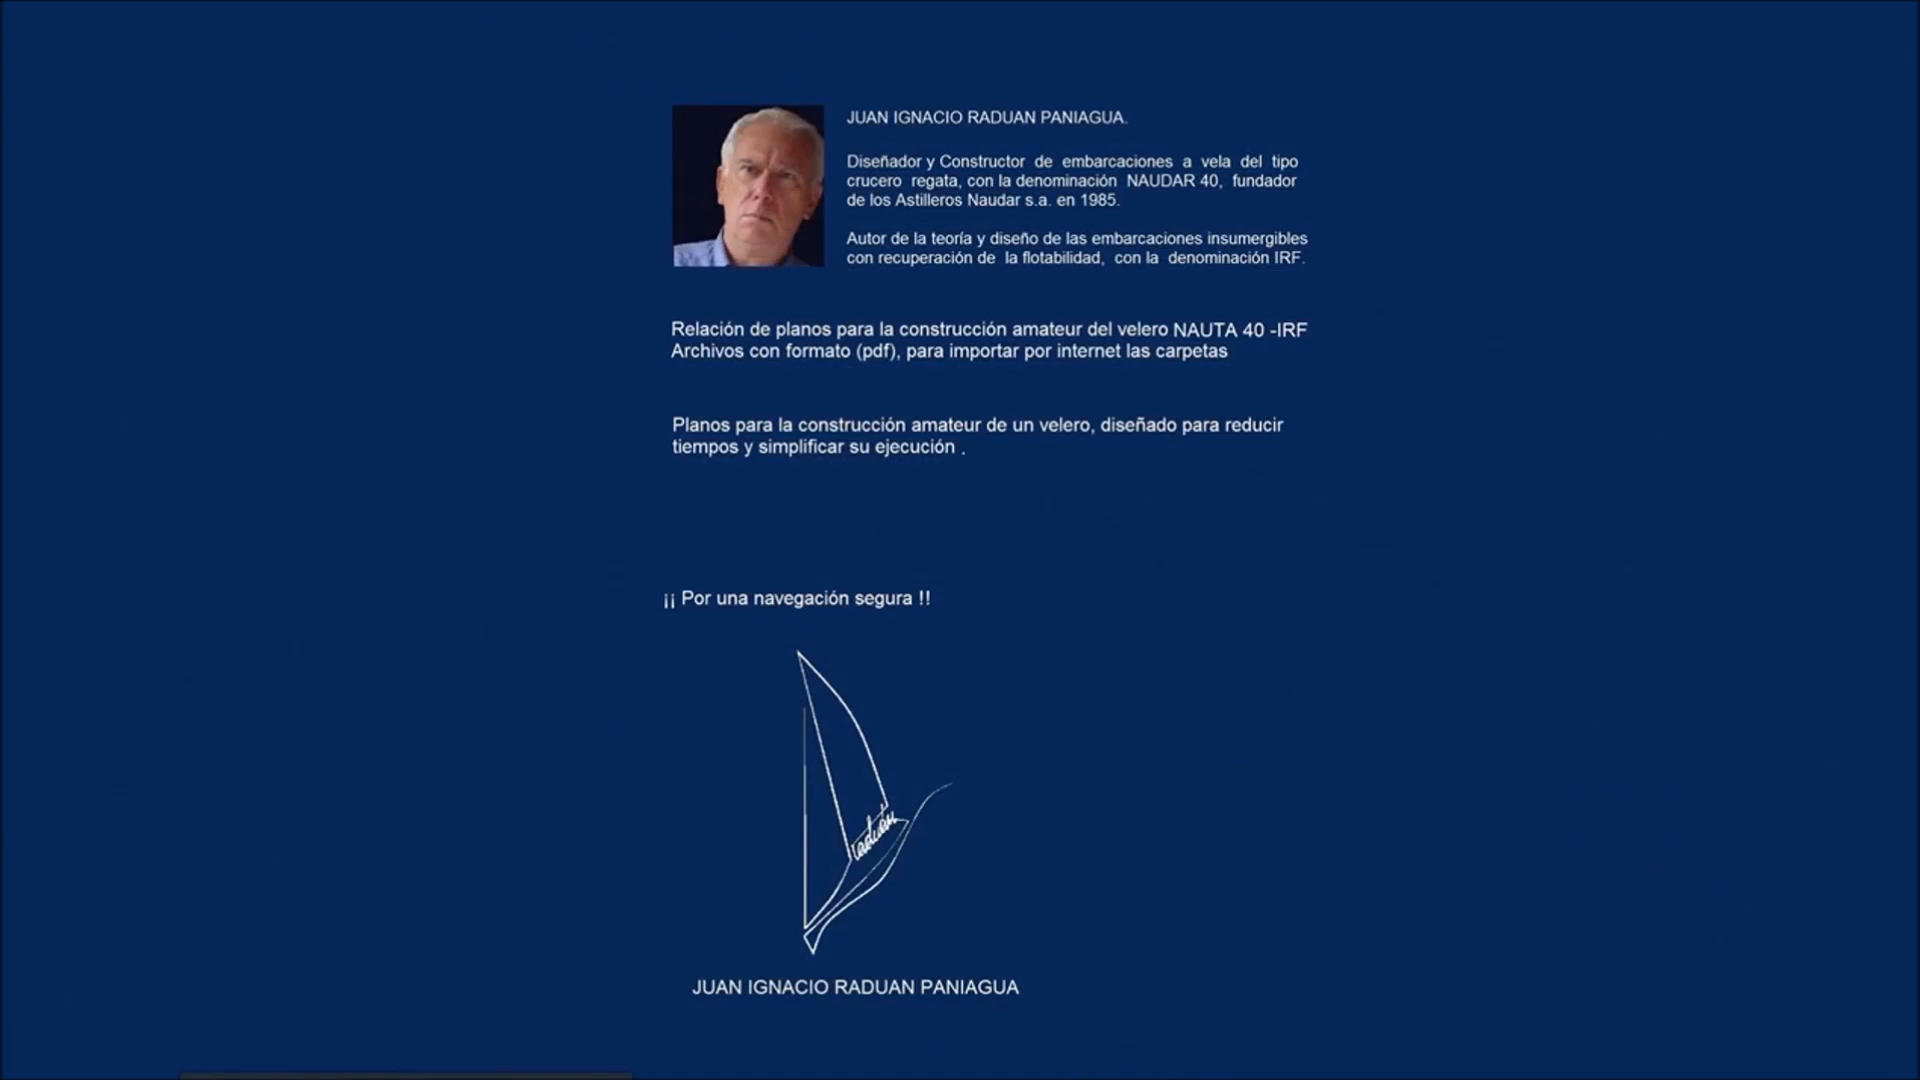 JUAN IGNACIO RADUAN PANIAGUA.
Diseñador y Constructor de embarcaciones a vela del tipo
crucero regata, con la denominación NAUDAR 40, fundador
de los Astilleros Naudar s.a. en 1985.
Autor de la teoría y diseño de las embarcaciones insumergibles
con recuperación de la flotabilidad, con la denominación IRF.
Relación de planos para la construcción amateur del velero NAUTA 40 -IRF
Archivos con formato (pdf), para importar por internet las carpetas
Planos para la construcción amateur de un velero, diseñado para reducir
tiempos y simplificar su ejecución .
¡¡ Por una navegación segura !!
raduán
JUAN IGNACIO RADUAN PANIAGUA